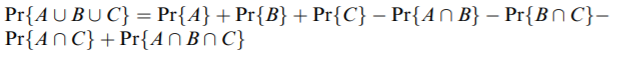 Pr{A ∪ B ∪ C} = Pr{A} + Pr{B} + Pr{C} − Pr{A ∩ B} − Pr{B ∩ C}−
Pr{A ∩ C} + Pr{A ∩ B ∩ C}